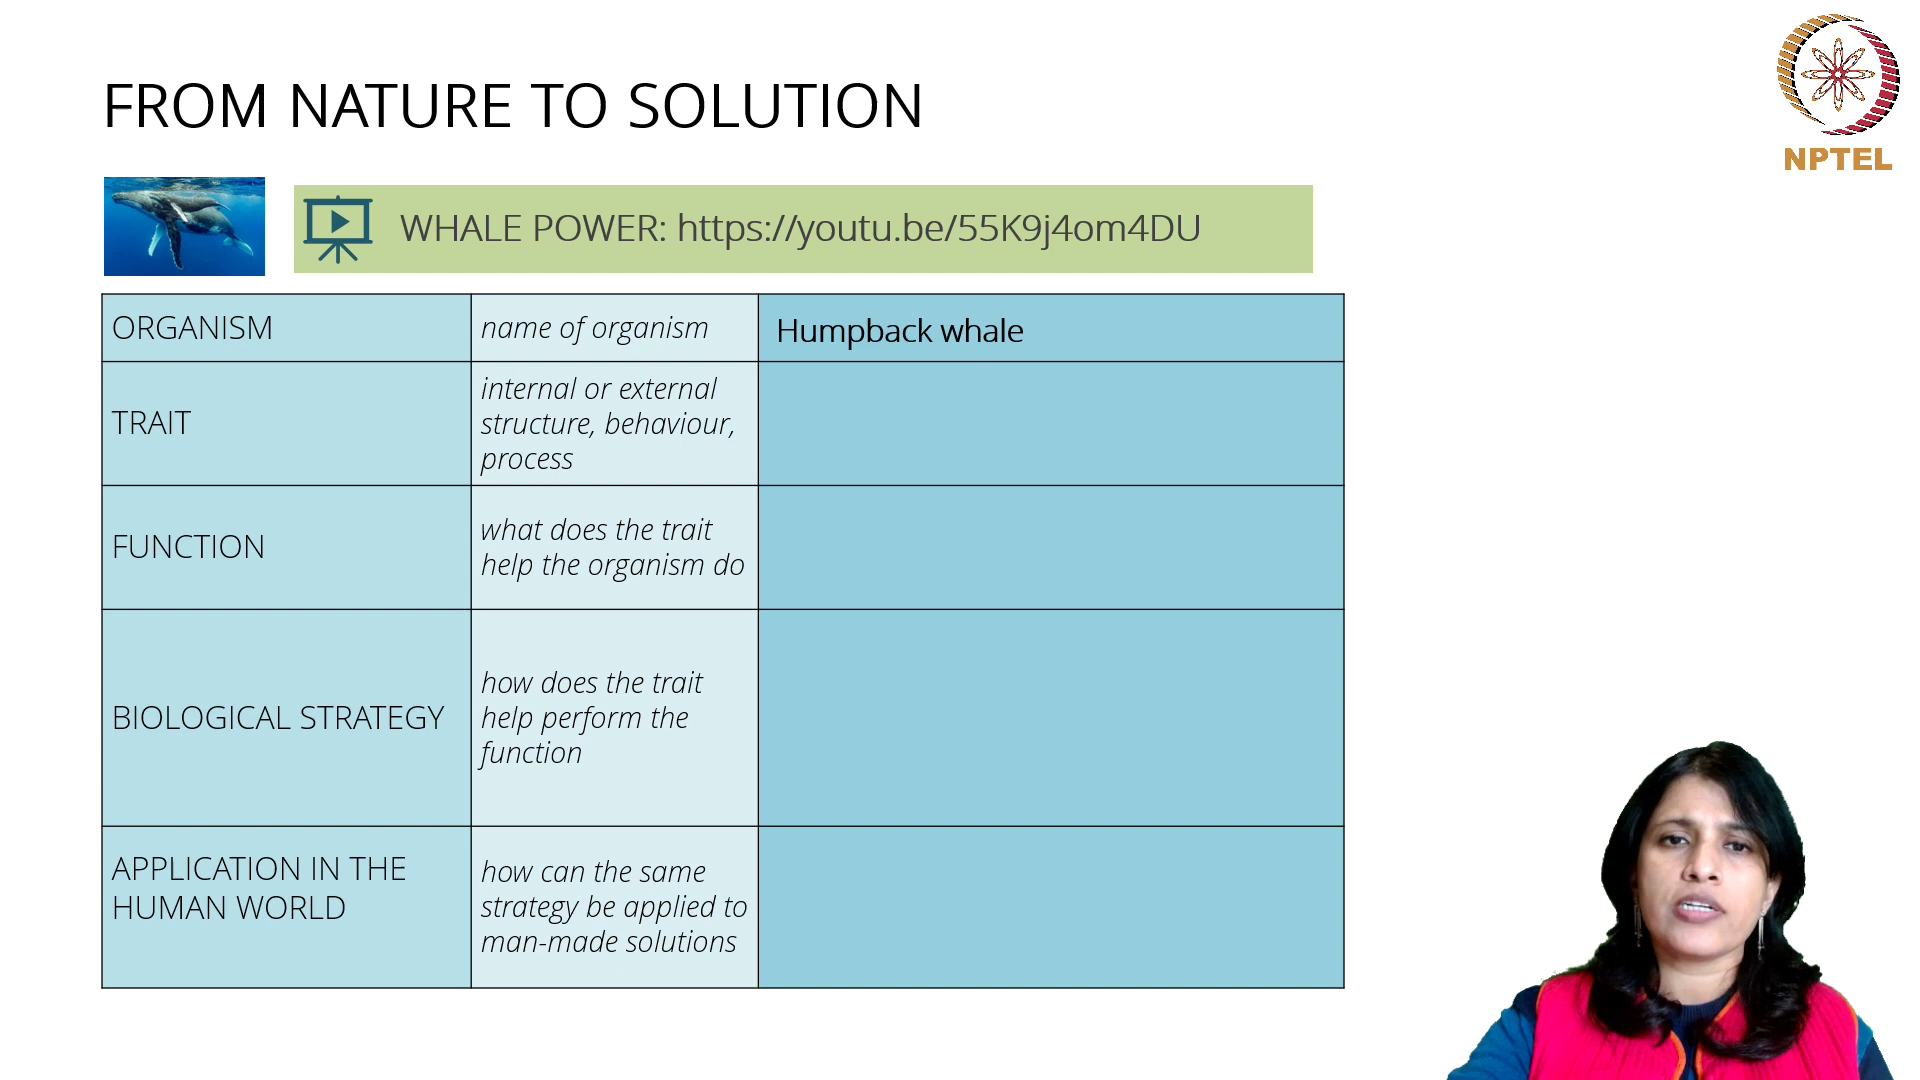 FROM NATURE TO SOLUTION
NPTEL
WHALE POWER: https://youtu.be/55K9j4om4DU
ORGANISM
name of organism
Humpback whale
TRAIT
internal or external
structure, behaviour,
process
FUNCTION
what does the trait
help the organism do
BIOLOGICAL STRATEGY
how does the trait
help perform the
function
APPLICATION IN THE
HUMAN WORLD
how can the same
strategy be applied to
man-made solutions